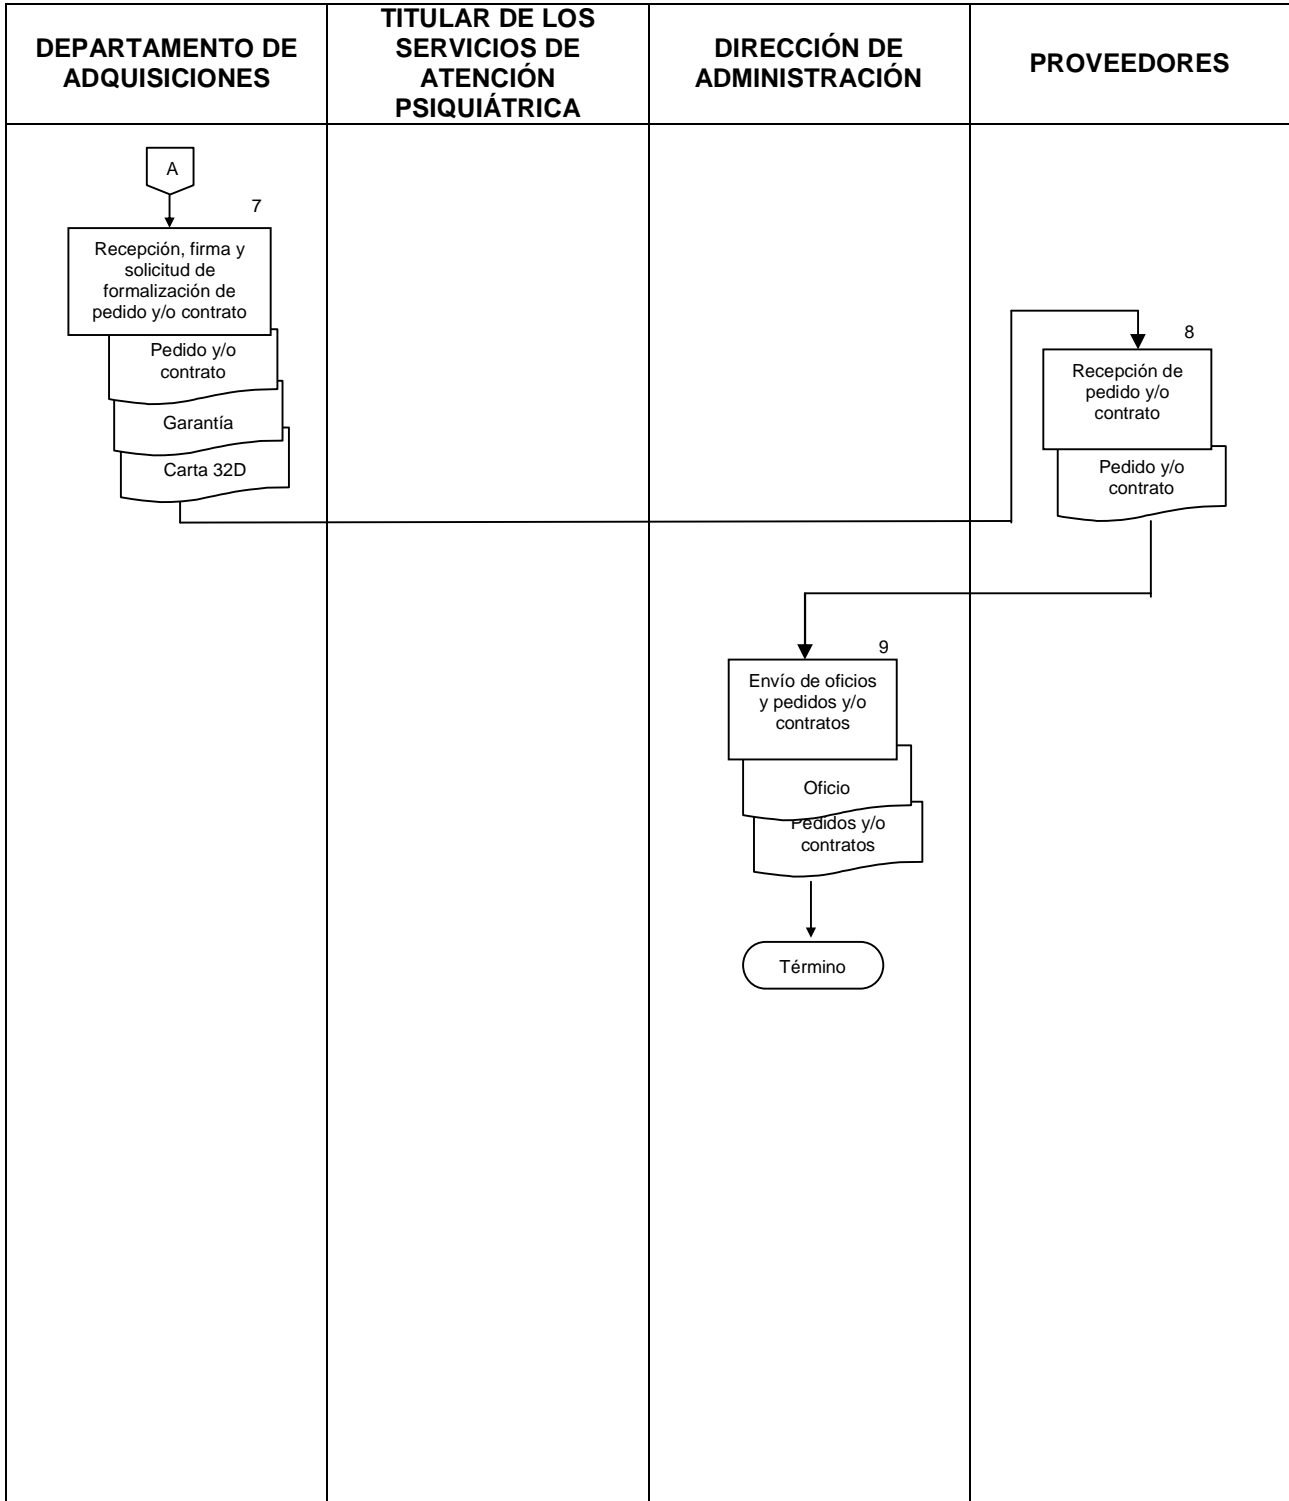 DEPARTAMENTO DE
ADQUISICIONES
TITULAR DE LOS
SERVICIOS DE
ATENCIÓN
PSIQUIÁTRICA
DIRECCIÓN DE
ADMINISTRACIÓN
PROVEEDORES
A
7
Recepción, firma y
solicitud de
formalización de
pedido y/o contrato
Pedido y/o
contrato
Garantía
Carta 32D
8
Recepción de
pedido y/o
contrato
Pedido y/o
contrato
9
Envío de oficios
y pedidos y/o
contratos
Oficio
Pedidos y/o
contratos
Término